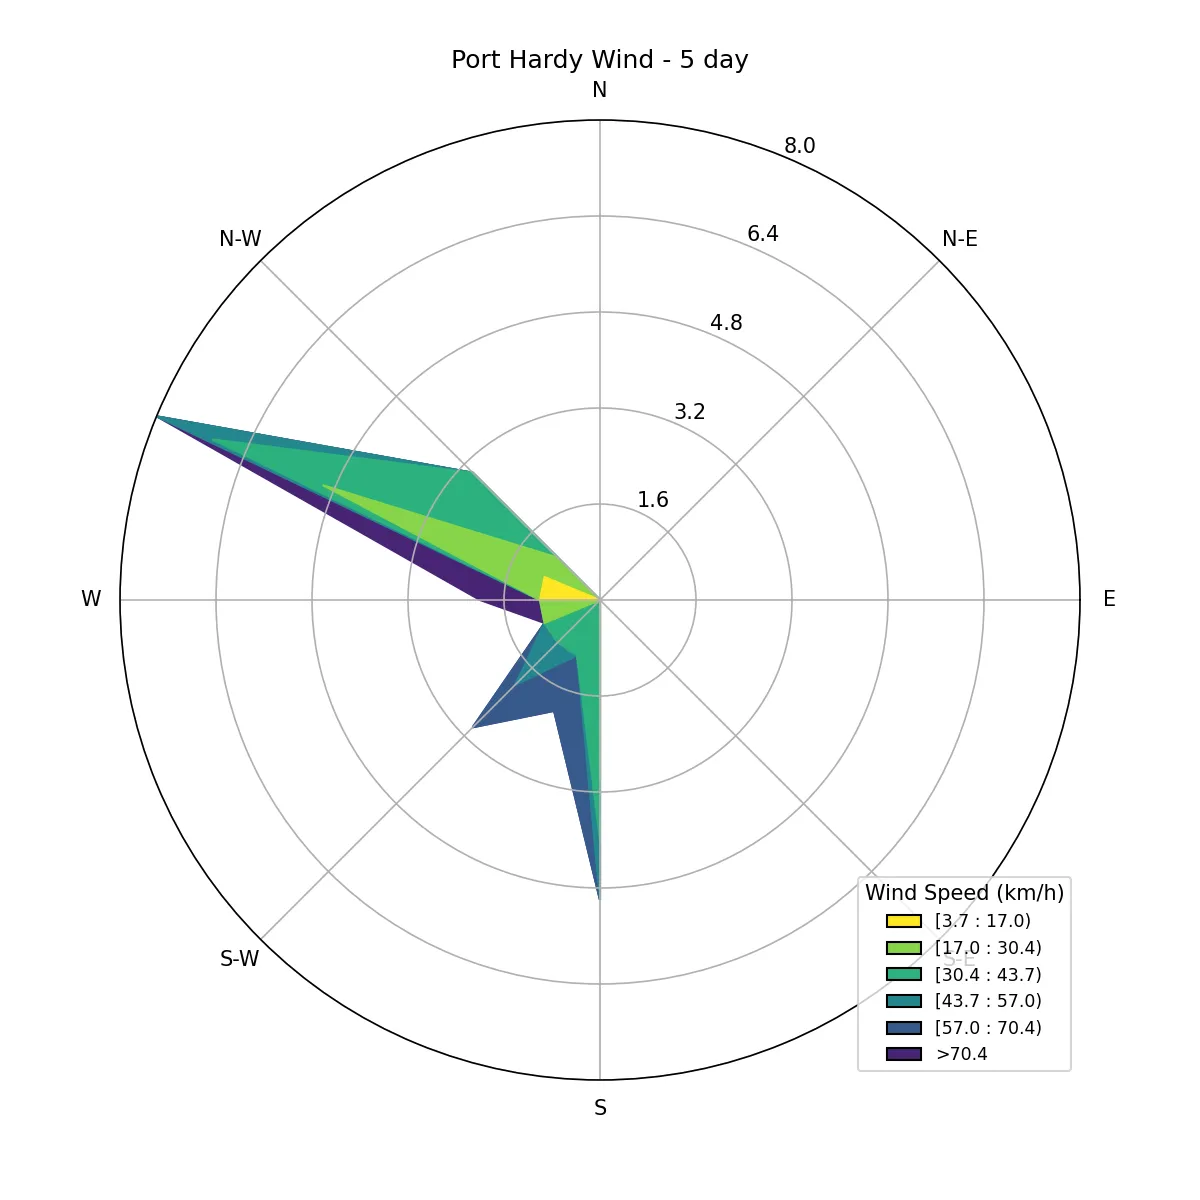 Port Hardy Wind - 5 day
N
8.0
N-W
6.4
N-E
4.8
3.2
1.6
W
E
Wind Speed (km/h)
[3.7 : 17.0)
[17.0 : 30.4)
S-W
S-E
[30.4 : 43.7)
[43.7 : 57.0)
[57.0 : 70.4)
>70.4
S